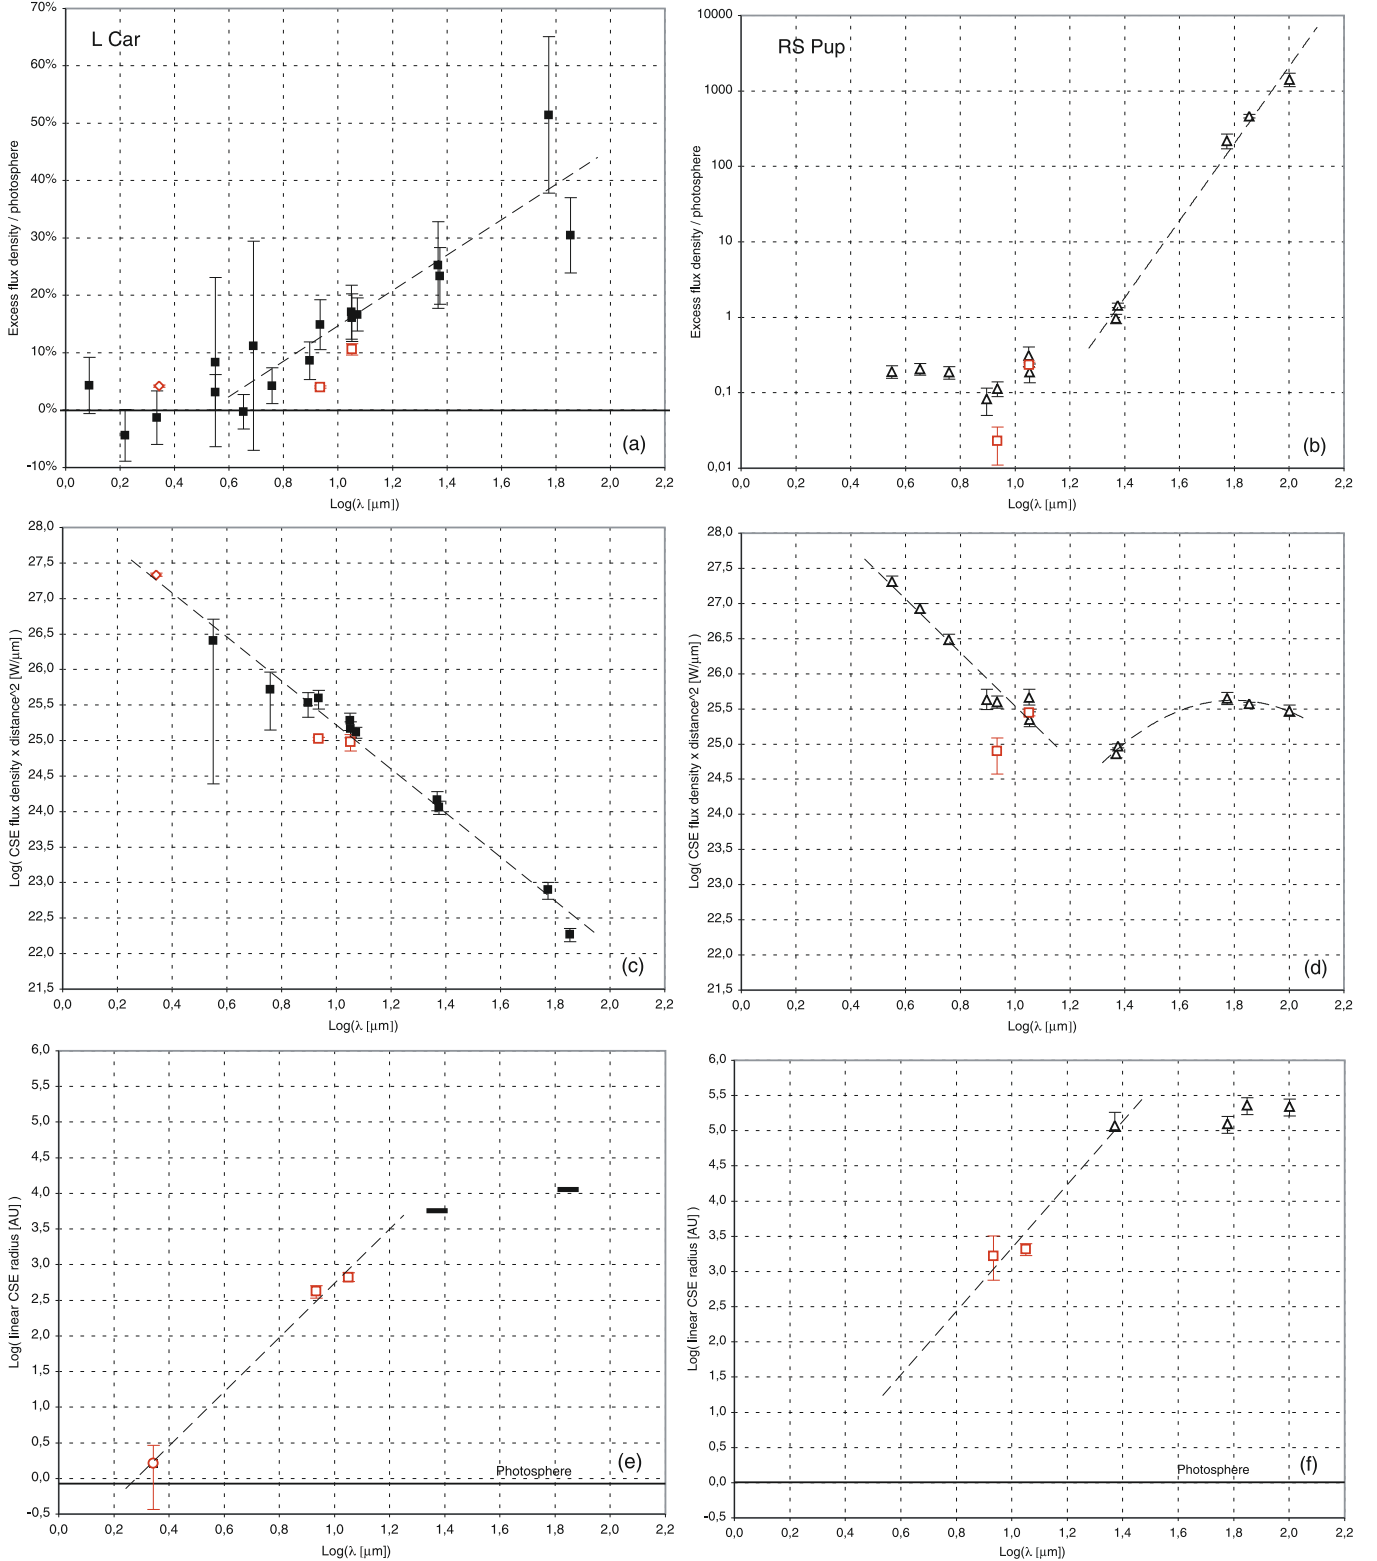 L Car
Excess flux density / photosphere
70%
60%
50%
40%
30%
20%
10%
0%
-10%
0,0 0,2 0,4 0,6 0,8 1,0 1,2 1,4 1,6 1,8 2,0 2,2
Log(λ [µm])
(a)
RS Pup
Excess flux density / photosphere
10000
1000
100
10
1
0,1
0,01
0,0 0,2 0,4 0,6 0,8 1,0 1,2 1,4 1,6 1,8 2,0 2,2
Log(λ [µm])
(b)
Log( CSE flux density x distance^2 [W/µm] )
28,0
27,5
27,0
26,5
26,0
25,5
25,0
24,5
24,0
23,5
23,0
22,5
22,0
21,5
0,0 0,2 0,4 0,6 0,8 1,0 1,2 1,4 1,6 1,8 2,0 2,2
Log(λ [µm])
(c)
Log( CSE flux density x distance^2 [W/µm] )
28,0
27,5
27,0
26,5
26,0
25,5
25,0
24,5
24,0
23,5
23,0
22,5
22,0
21,5
0,0 0,2 0,4 0,6 0,8 1,0 1,2 1,4 1,6 1,8 2,0 2,2
Log(λ [µm])
(d)
Log( linear CSE radius [AU] )
6,0
5,5
5,0
4,5
4,0
3,5
3,0
2,5
2,0
1,5
1,0
0,5
0,0
-0,5
0,0 0,2 0,4 0,6 0,8 1,0 1,2 1,4 1,6 1,8 2,0 2,2
Log(λ [µm])
Photosphere
(e)
Log( linear CSE radius [AU] )
6,0
5,5
5,0
4,5
4,0
3,5
3,0
2,5
2,0
1,5
1,0
0,5
0,0
-0,5
0,0 0,2 0,4 0,6 0,8 1,0 1,2 1,4 1,6 1,8 2,0 2,2
Log(λ [µm])
Photosphere
(f)